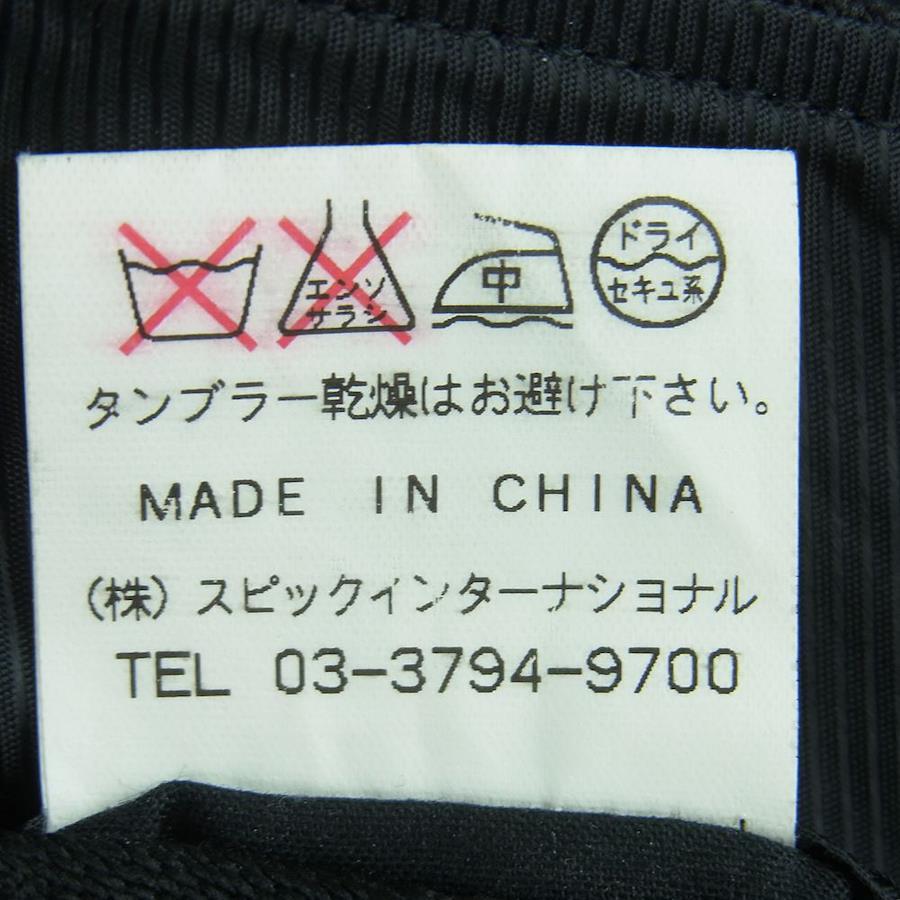 エンソ
サラシ
中
ドライ
セキユ系
タンブラー乾燥はお避け下さい。
MADE IN CHINA
(株) スピックインターナショナル
TEL 03-3794-9700